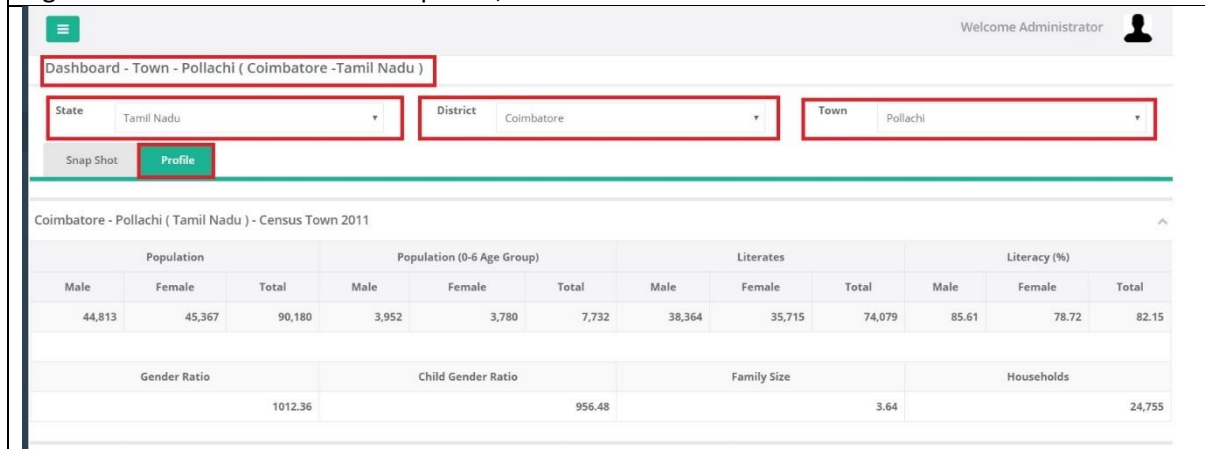 Welcome Administrator
Dashboard - Town - Pollachi ( Coimbatore -Tamil Nadu )
State Tamil Nadu District Coimbatore Town Pollachi
Snap Shot Profile
Coimbatore - Pollachi ( Tamil Nadu ) - Census Town 2011
Population Population (0-6 Age Group) Literates Literacy (%)
Male Female Total Male Female Total Male Female Total Male Female Total
44,813 45,367 90,180 3,952 3,780 7,732 38,364 35,715 74,079 85.61 78.72 82.15
Gender Ratio Child Gender Ratio Family Size Households
1012.36 956.48 3.64 24,755